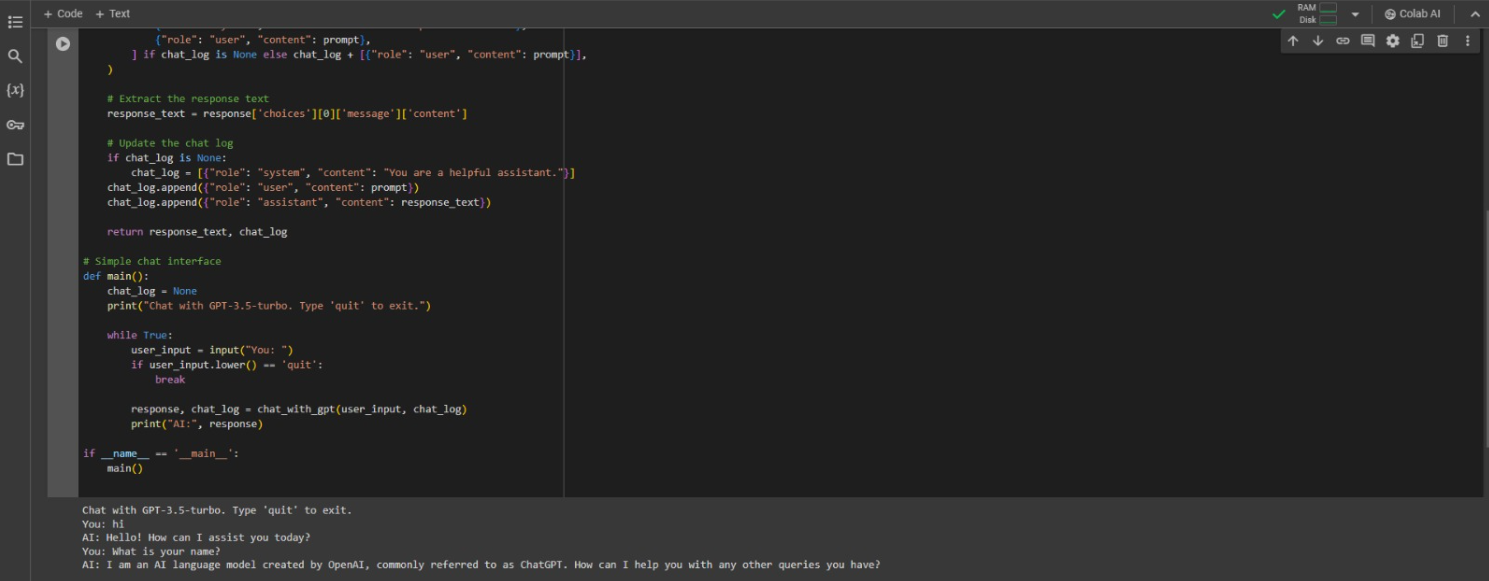 + Code + Text
RAM
Disk
Colab AI
{x}
{"role": "user", "content": prompt},
] if chat_log is None else chat_log + [{"role": "user", "content": prompt}],
)
# Extract the response text
response_text = response['choices'][0]['message']['content']
# Update the chat log
if chat_log is None:
chat_log = [{"role": "system", "content": "You are a helpful assistant."}]
chat_log.append({"role": "user", "content": prompt})
chat_log.append({"role": "assistant", "content": response_text})
return response_text, chat_log
# Simple chat interface
def main():
chat_log = None
print("Chat with GPT-3.5-turbo. Type 'quit' to exit.")
while True:
user_input = input("You: ")
if user_input.lower() == 'quit':
break
response, chat_log = chat_with_gpt(user_input, chat_log)
print("AI:", response)
if __name__ == '__main__':
main()
Chat with GPT-3.5-turbo. Type 'quit' to exit.
You: hi
AI: Hello! How can I assist you today?
You: What is your name?
AI: I am an AI language model created by OpenAI, commonly referred to as ChatGPT. How can I help you with any other queries you have?